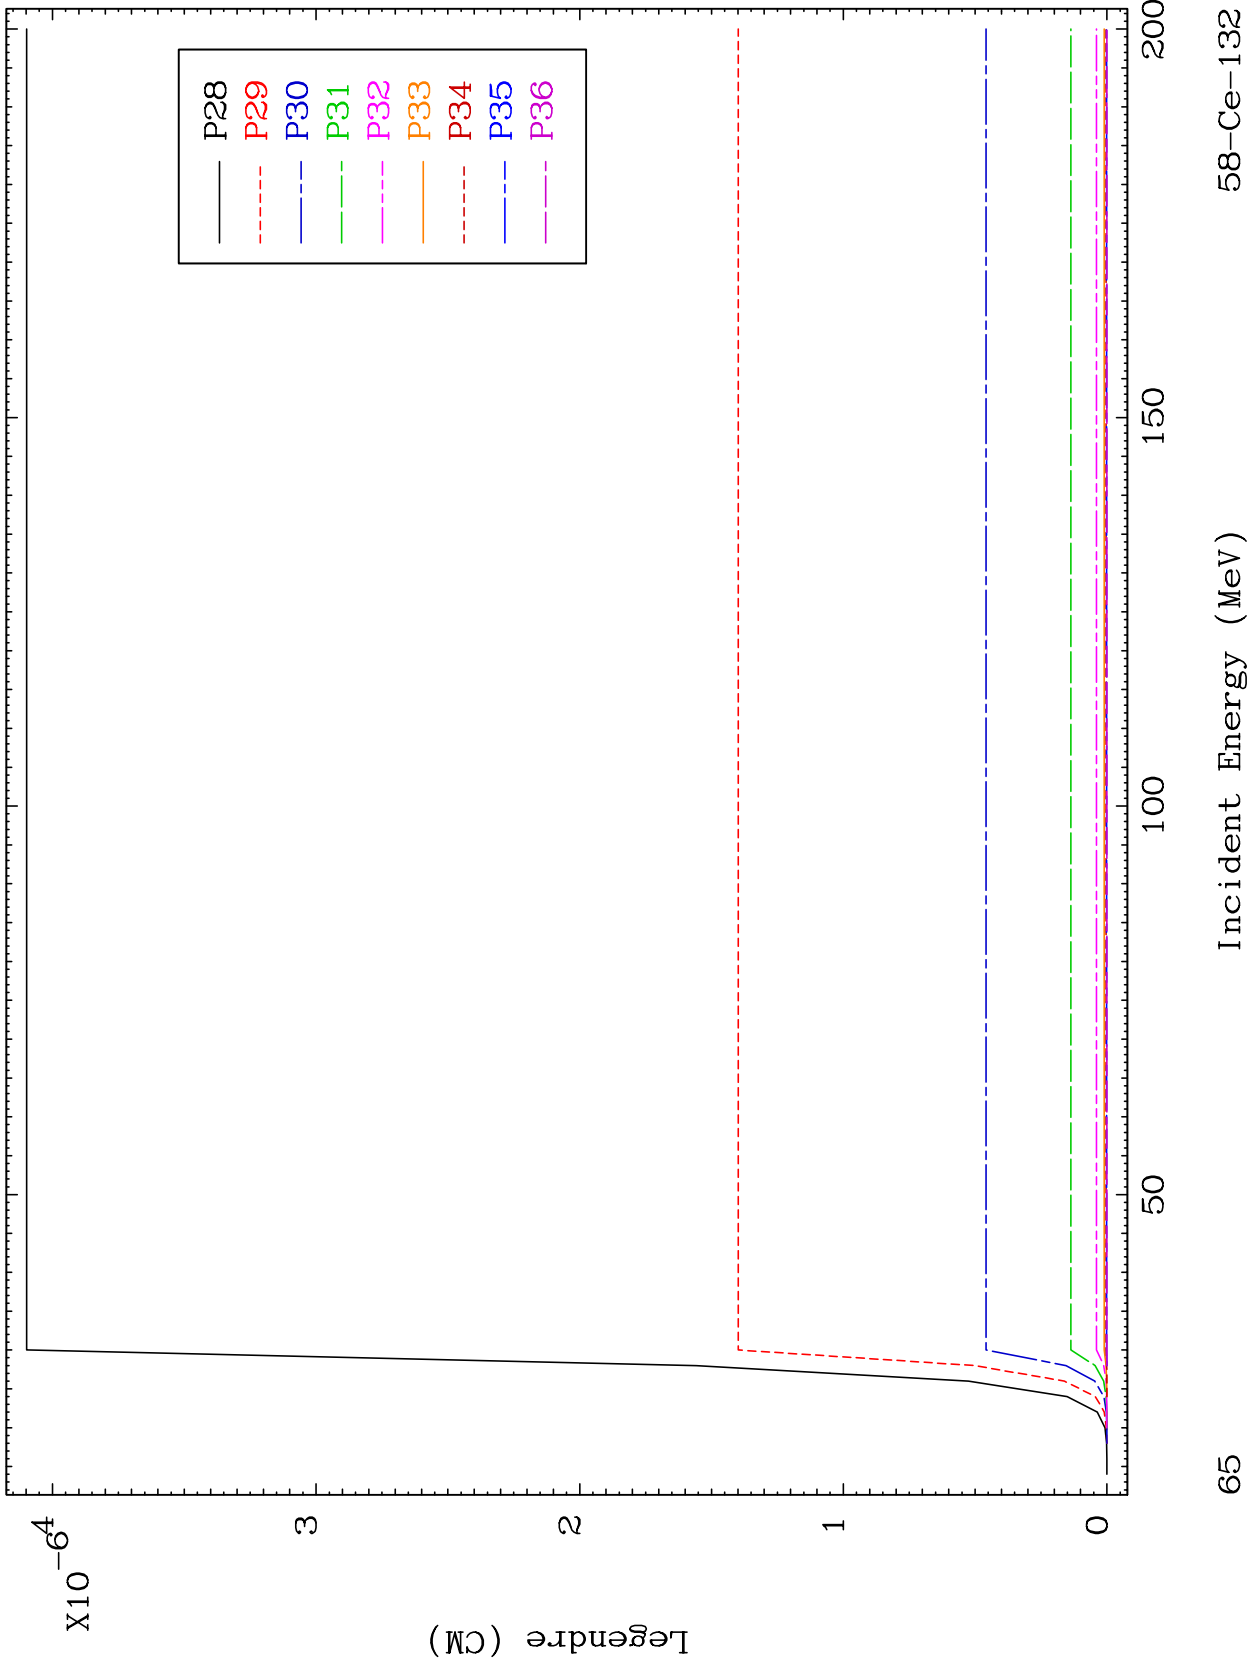 X10
-6
4
3
2
1
0
Legendre (CM)
P28
P29
P30
P31
P32
P33
P34
P35
P36
50
100
150
200
Incident Energy (MeV)
65
58-Ce-132